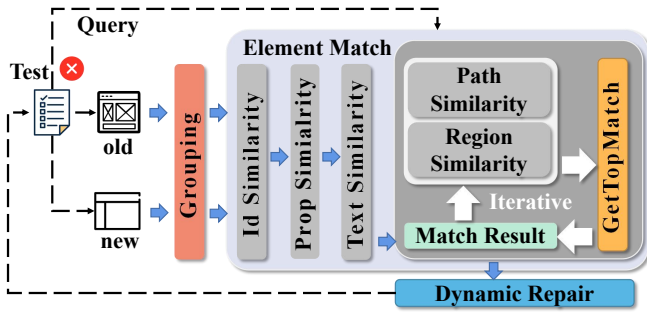 Query
Element Match
Test
old
new
Grouping
Id Similarity
Prop Simialrity
Text Similarity
Path
Similarity
Region
Similarity
GetTopMatch
Iterative
Match Result
Dynamic Repair